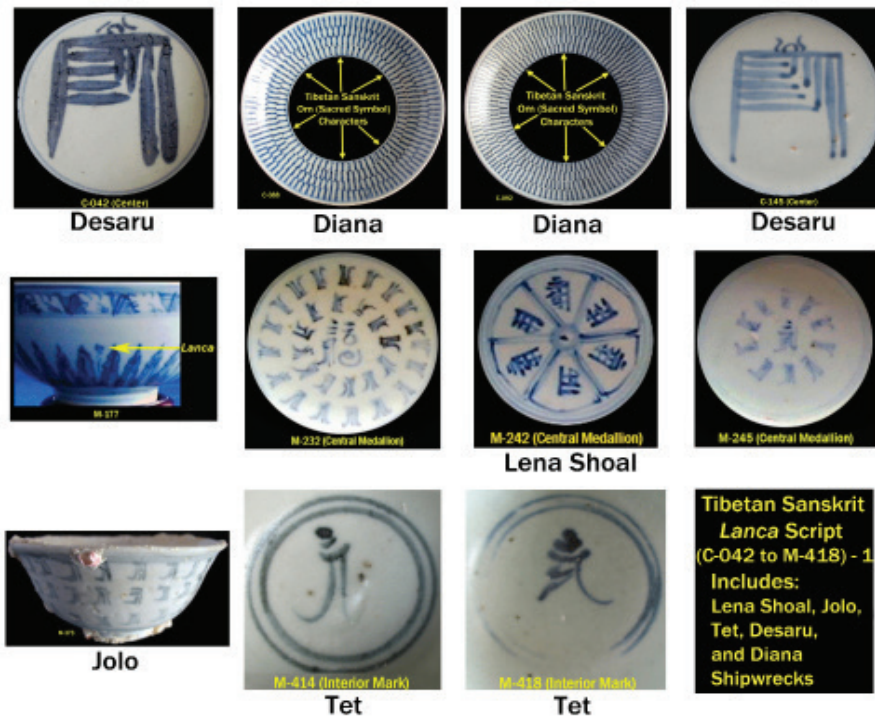 C-042 (Center)
Desaru
Tibetan Sanskrit
Om (Sacred Symbol)
Characters
Diana
Tibetan Sanskrit
Om (Sacred Symbol)
Characters
Diana
C-145 (Center)
Desaru
Lanca
M-177
M-232 (Central Medallion)
M-242 (Central Medallion)
Lena Shoal
M-245 (Central Medallion)
Jolo
M-414 (Interior Mark)
Tet
M-418 (Interior Mark)
Tet
Tibetan Sanskrit
Lanca Script
(C-042 to M-418) - 1
Includes:
Lena Shoal, Jolo,
Tet, Desaru,
and Diana
Shipwrecks